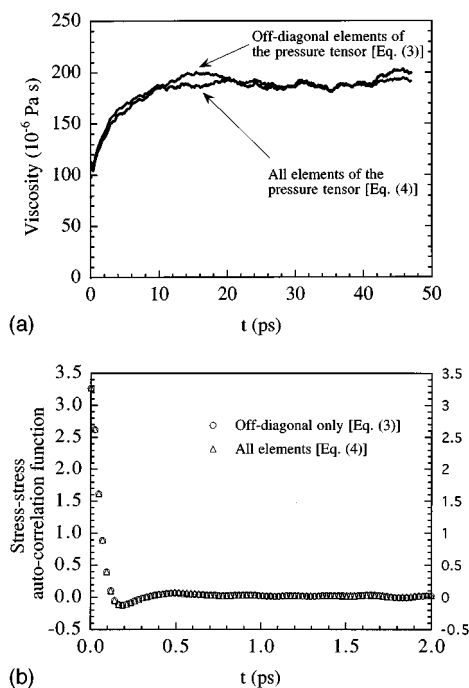 Off-diagonal elements of
the pressure tensor [Eq. (3)]
250
200
150
100
50
0
Viscosity (10⁻⁶ Pa s)
All elements of the
pressure tensor [Eq. (4)]
0 10 20 30 40 50
(a)
t (ps)
3.5
3.0
2.5
2.0
1.5
1.0
0.5
0.0
-0.5
Stress-stress
auto-correlation function
Off-diagonal only [Eq. (3)]
All elements [Eq. (4)]
3.5
3
2.5
2
1.5
1
0.5
0
-0.5
0.0 0.5 1.0 1.5 2.0
(b)
t (ps)